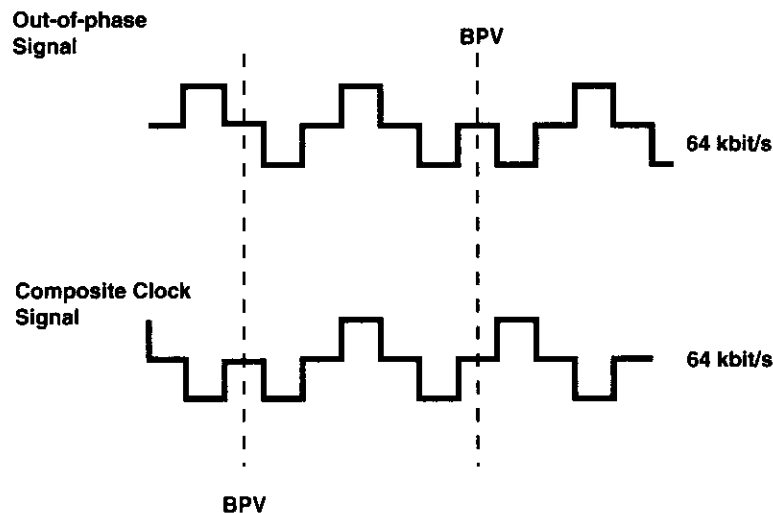 Out-of-phase
Signal
BPV
64 kbit/s
Composite Clock
Signal
64 kbit/s
BPV